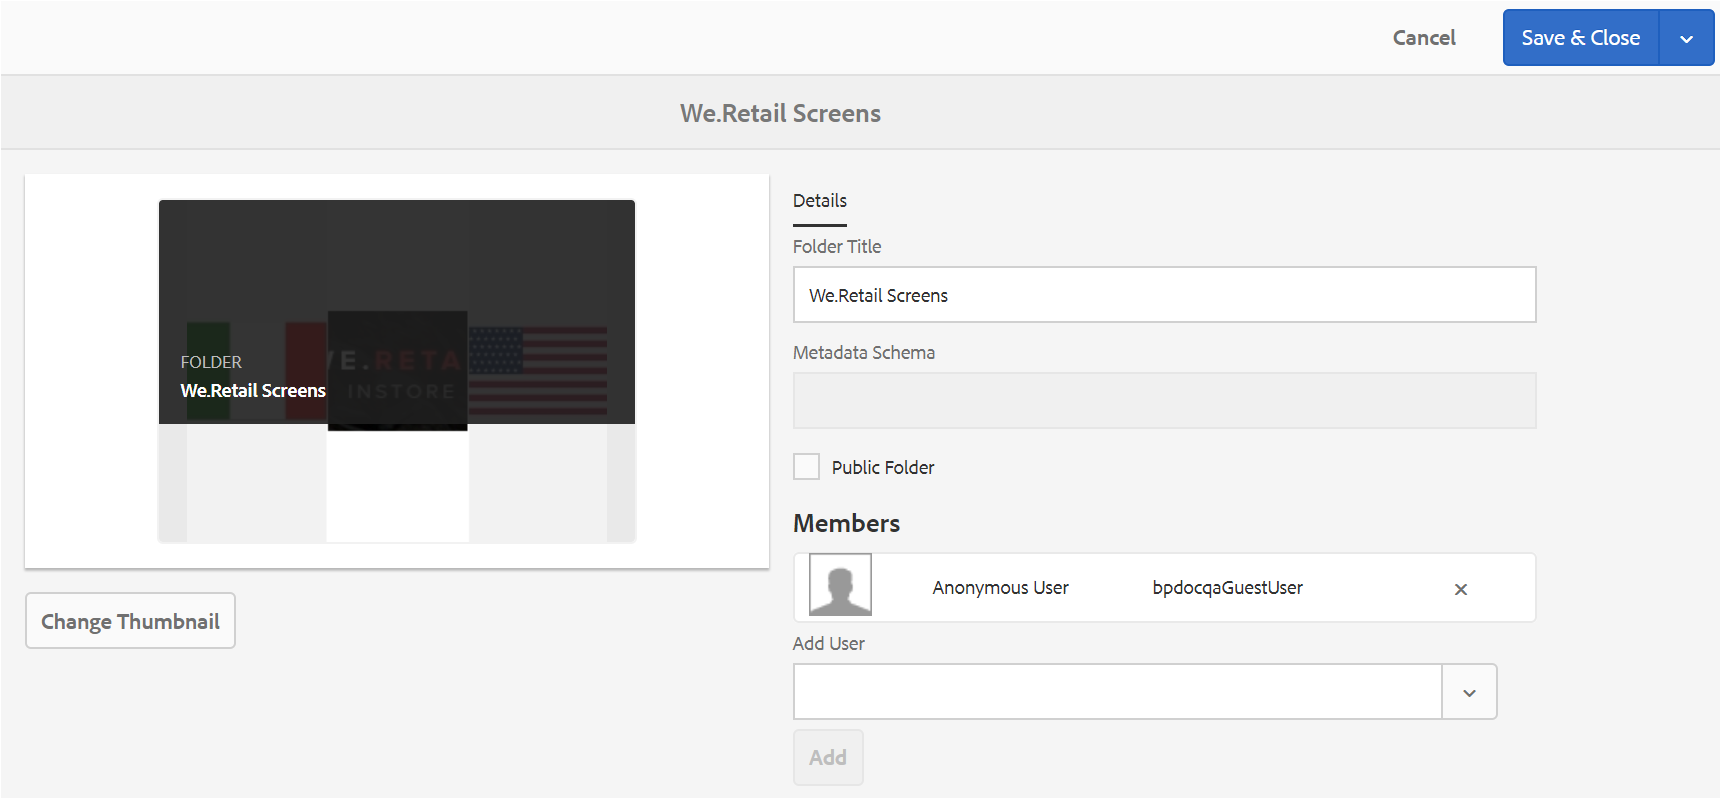 Cancel
Save & Close
We.Retail Screens
FOLDER
We.Retail Screens
E.RETA
INSTORE
Change Thumbnail
Details
Folder Title
We.Retail Screens
Metadata Schema
Public Folder
Members
Anonymous User bpdocqaGuestUser ×
Add User
Add